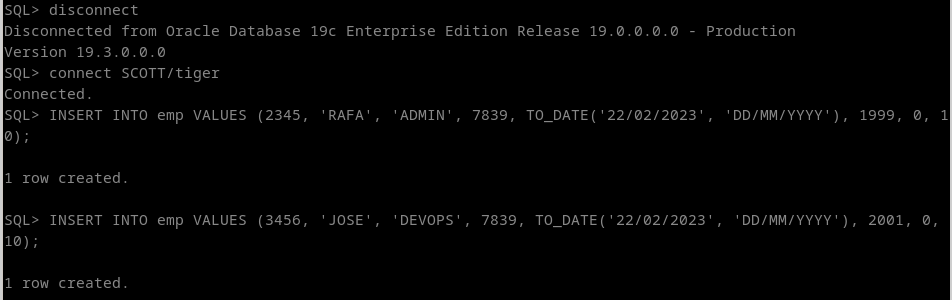 SQL> disconnect
Disconnected from Oracle Database 19c Enterprise Edition Release 19.0.0.0.0 - Production
Version 19.3.0.0.0
SQL> connect SCOTT/tiger
Connected.
SQL> INSERT INTO emp VALUES (2345, 'RAFA', 'ADMIN', 7839, TO_DATE('22/02/2023', 'DD/MM/YYYY'), 1999, 0, 1
0);
1 row created.
SQL> INSERT INTO emp VALUES (3456, 'JOSE', 'DEVOPS', 7839, TO_DATE('22/02/2023', 'DD/MM/YYYY'), 2001, 0,
10);
1 row created.